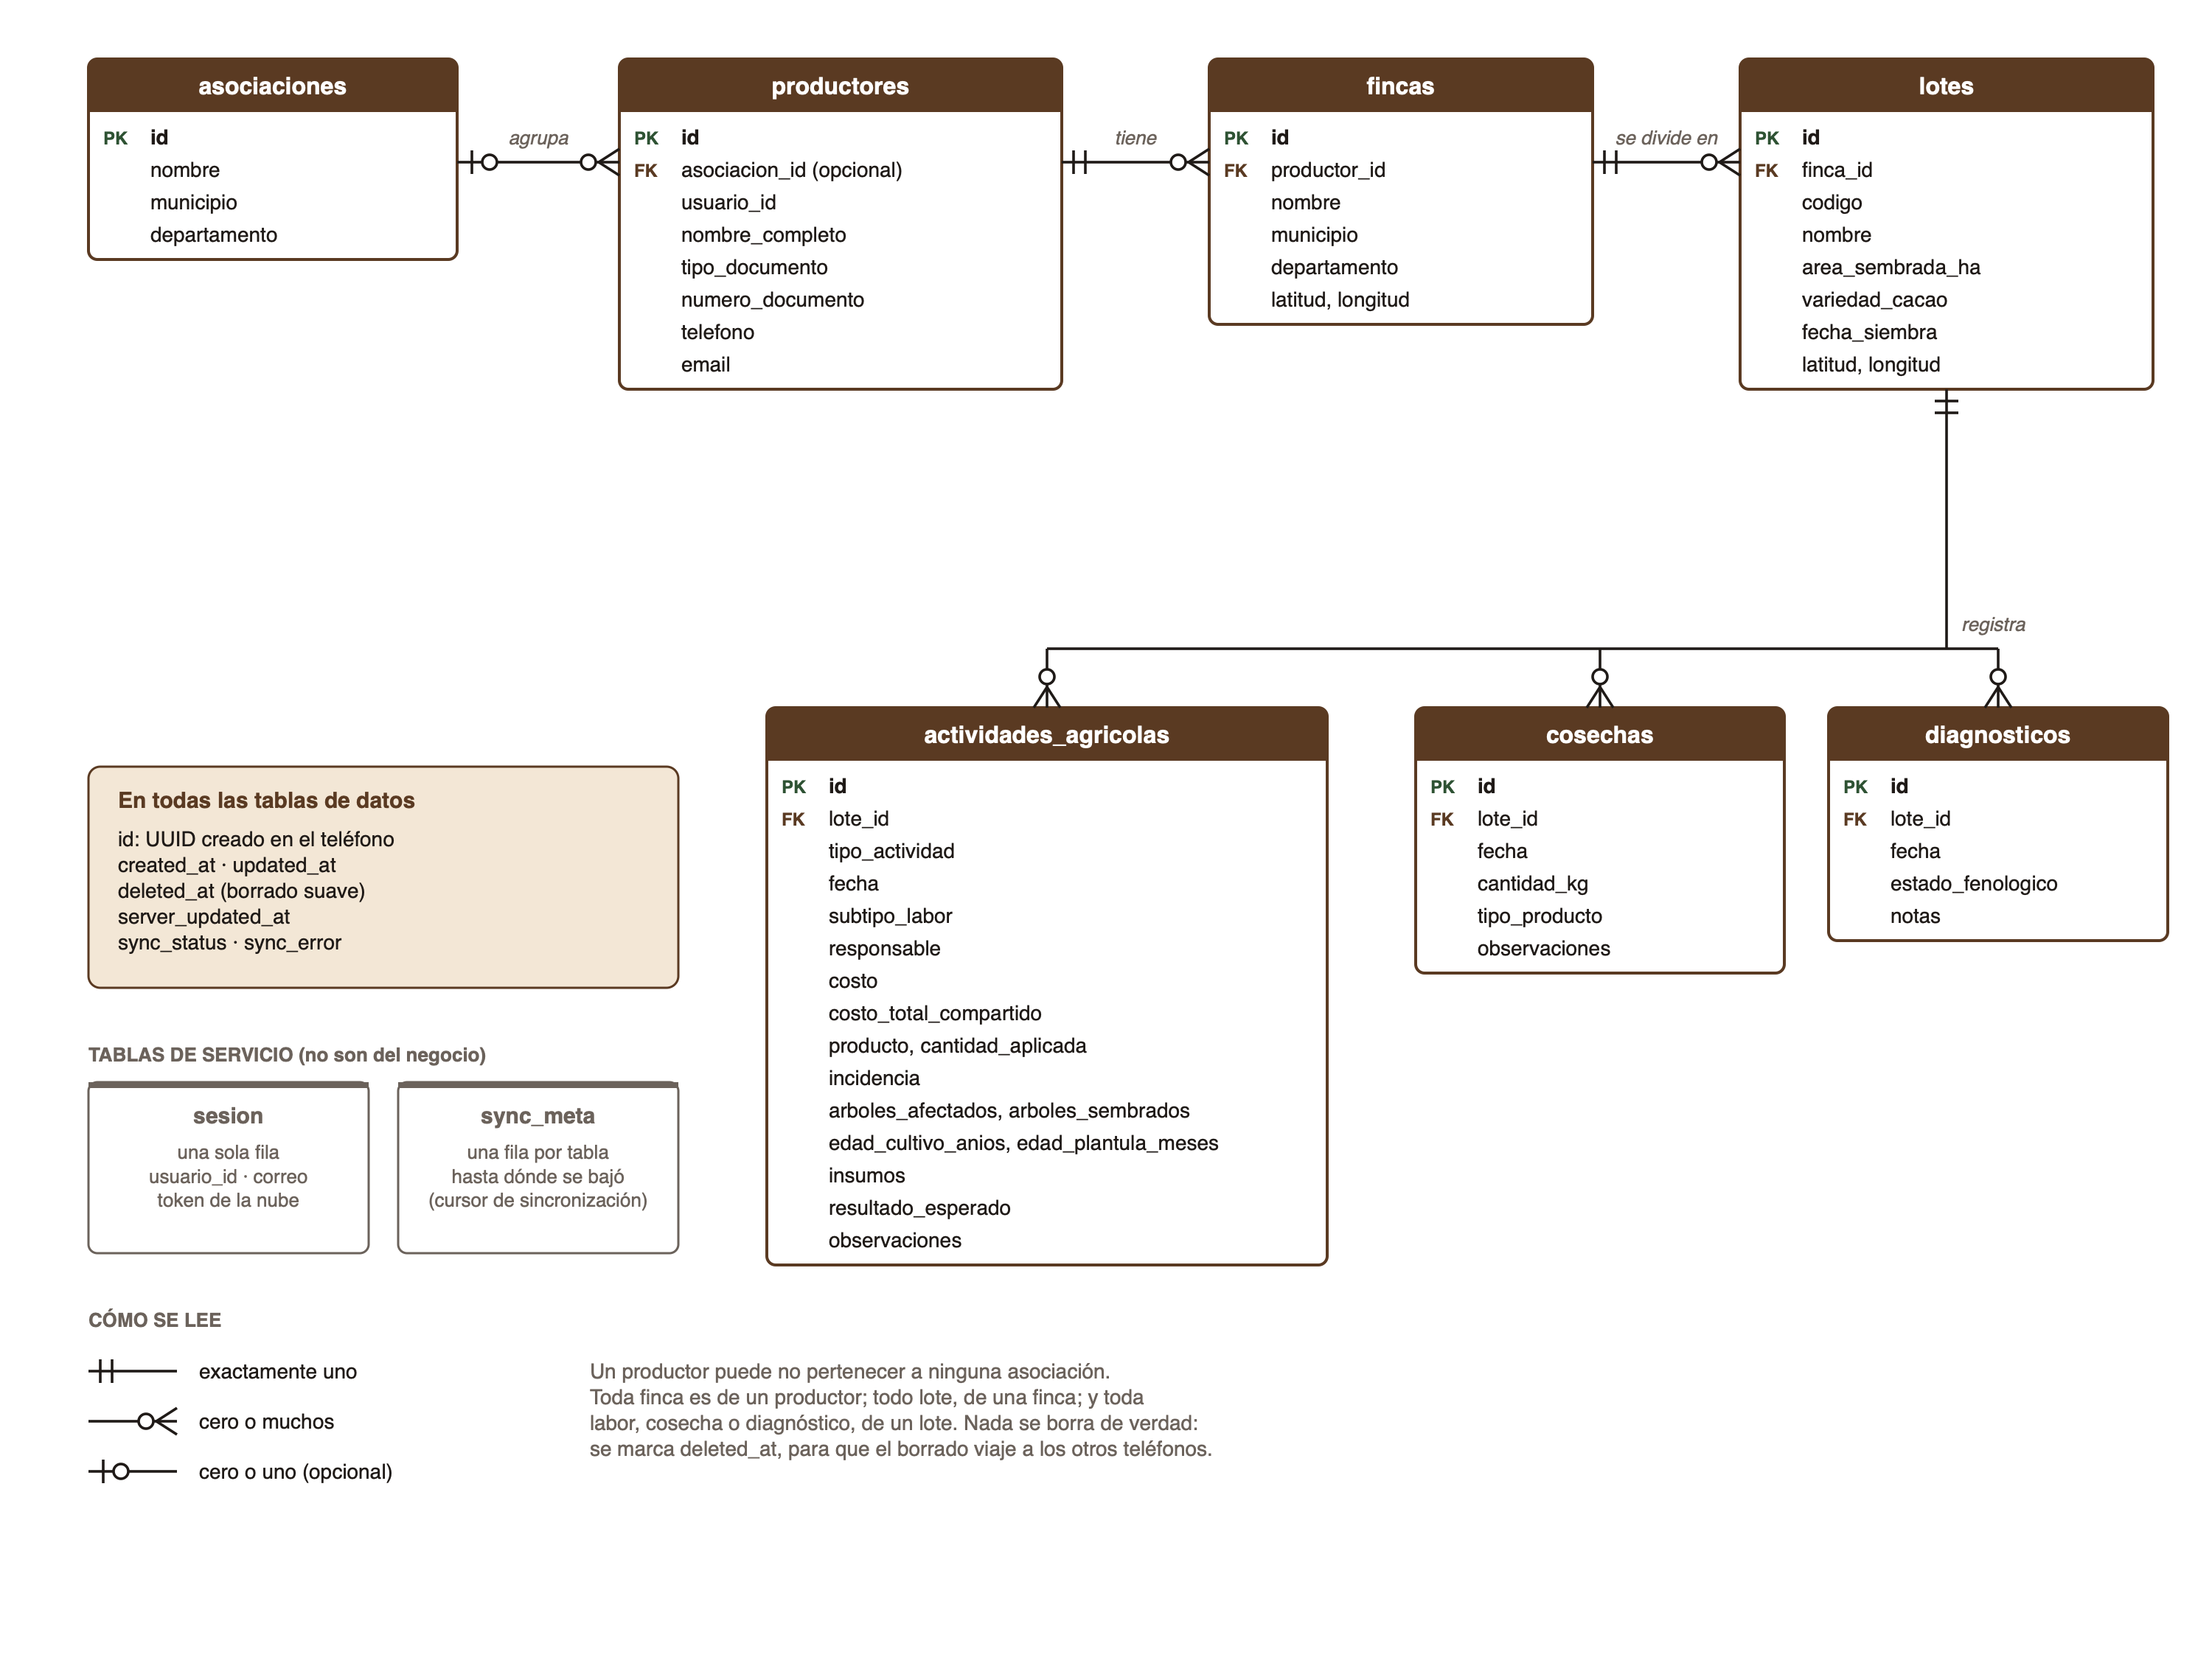 asociaciones
PK id
nombre
municipio
departamento
agrupa
productores
PK id
FK asociacion_id (opcional)
usuario_id
nombre_completo
tipo_documento
numero_documento
telefono
email
tiene
fincas
PK id
FK productor_id
nombre
municipio
departamento
latitud, longitud
se divide en
lotes
PK id
FK finca_id
codigo
nombre
area_sembrada_ha
variedad_cacao
fecha_siembra
latitud, longitud
registra
actividades_agricolas
PK id
FK lote_id
tipo_actividad
fecha
subtipo_labor
responsable
costo
costo_total_compartido
producto, cantidad_aplicada
incidencia
arboles_afectados, arboles_sembrados
edad_cultivo_anios, edad_plantula_meses
insumos
resultado_esperado
observaciones
cosechas
PK id
FK lote_id
fecha
cantidad_kg
tipo_producto
observaciones
diagnosticos
PK id
FK lote_id
fecha
estado_fenologico
notas
En todas las tablas de datos
id: UUID creado en el teléfono
created_at · updated_at
deleted_at (borrado suave)
server_updated_at
sync_status · sync_error
TABLAS DE SERVICIO (no son del negocio)
sesion
una sola fila
usuario_id · correo
token de la nube
sync_meta
una fila por tabla
hasta dónde se bajó
(cursor de sincronización)
CÓMO SE LEE
exactamente uno
cero o muchos
cero o uno (opcional)
Un productor puede no pertenecer a ninguna asociación.
Toda finca es de un productor; todo lote, de una finca; y toda
labor, cosecha o diagnóstico, de un lote. Nada se borra de verdad:
se marca deleted_at, para que el borrado viaje a los otros teléfonos.